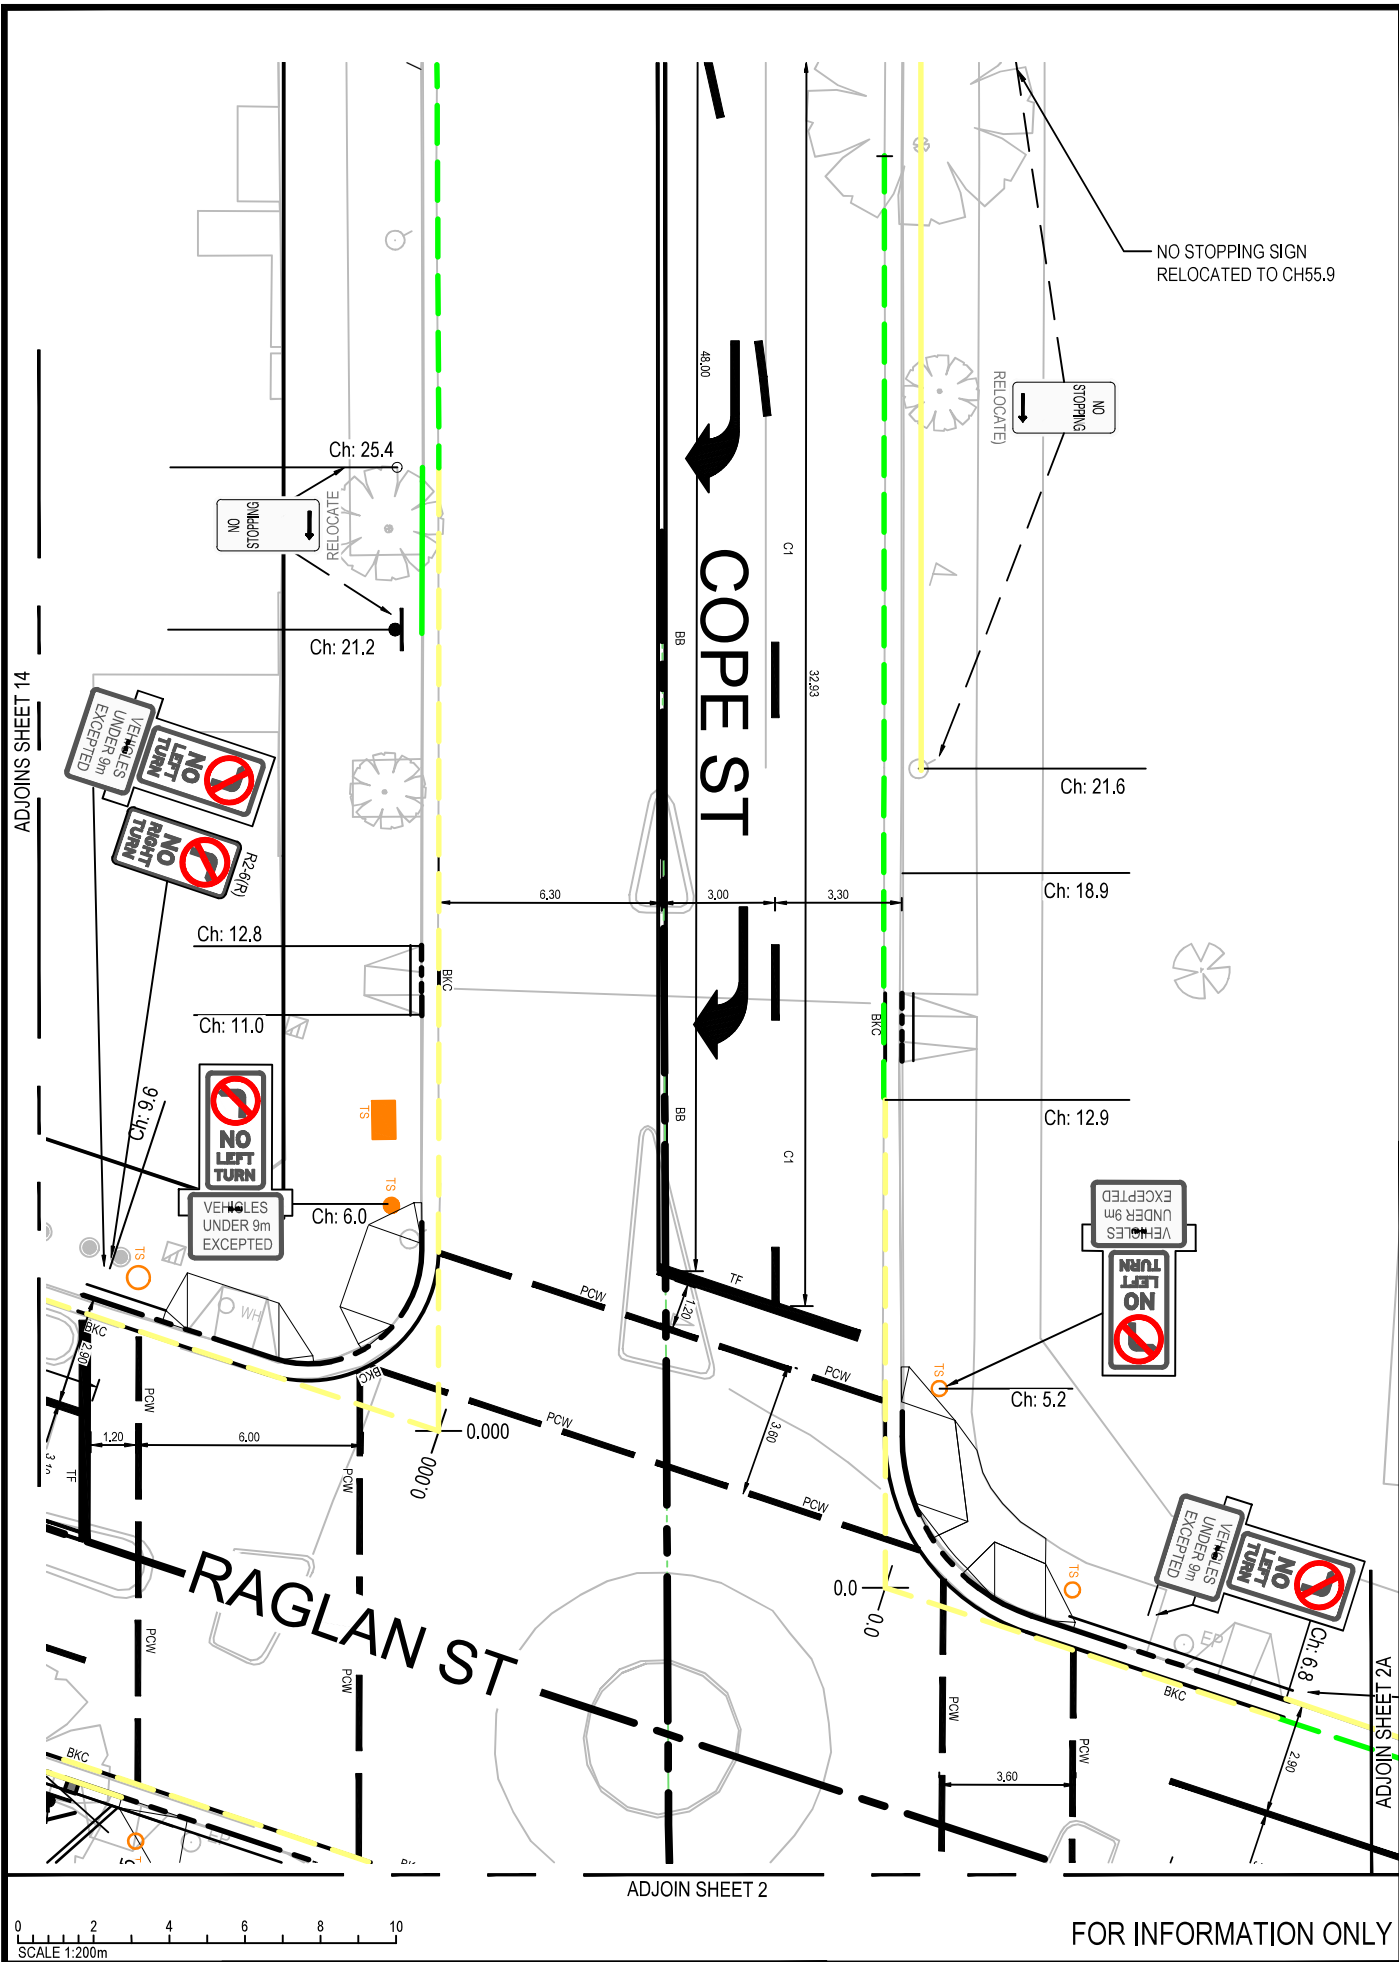 NO STOPPING SIGN
RELOCATED TO CH55.9
NO
STOPPING
RELOCATE)
48.00
Ch: 25.4
NO
STOPPING
RELOCATE
Ch: 21.2
COPE ST
C1
BB
32.93
ADJOINS SHEET 14
VEHICLES
UNDER 9m
EXCEPTED
NO
LEFT
TURN
NO
RIGHT
TURN
R2-6(R)
Ch: 21.6
Ch: 18.9
6.30
3.00
3.30
Ch: 12.8
BKC
Ch: 11.0
BKC
Ch: 9.6
NO
LEFT
TURN
VEHICLES
UNDER 9m
EXCEPTED
TS
BB
C1
Ch: 12.9
TS
Ch: 6.0
VEHICLES
UNDER 9m
EXCEPTED
NO
LEFT
TURN
TS
WH
PCW
TF
1.20
BKC
2.90
BKC
PCW
PCW
3.60
TS
Ch: 5.2
PCW
1.20
6.00
TF
PCW
0.000
0.000
PCW
VEHICLES
UNDER 9m
EXCEPTED
NO
LEFT
TURN
TS
EP
Ch: 6.8
0.0
0.0
RAGLAN ST
PCW
PCW
BKC
PCW
PCW
ADJOIN SHEET 2A
2.90
BKC
3.60
EP
ADJOIN SHEET 2
0 2 4 6 8 10
SCALE 1:200m
FOR INFORMATION ONLY